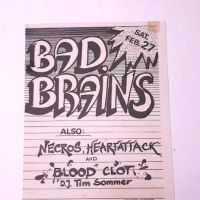 SAT.
FEB. 27
BAD
BRAINS
ALSO:
NECROS, HEARTATTACK
AND
BLOOD CLOT!
D.J. Tim Sommer